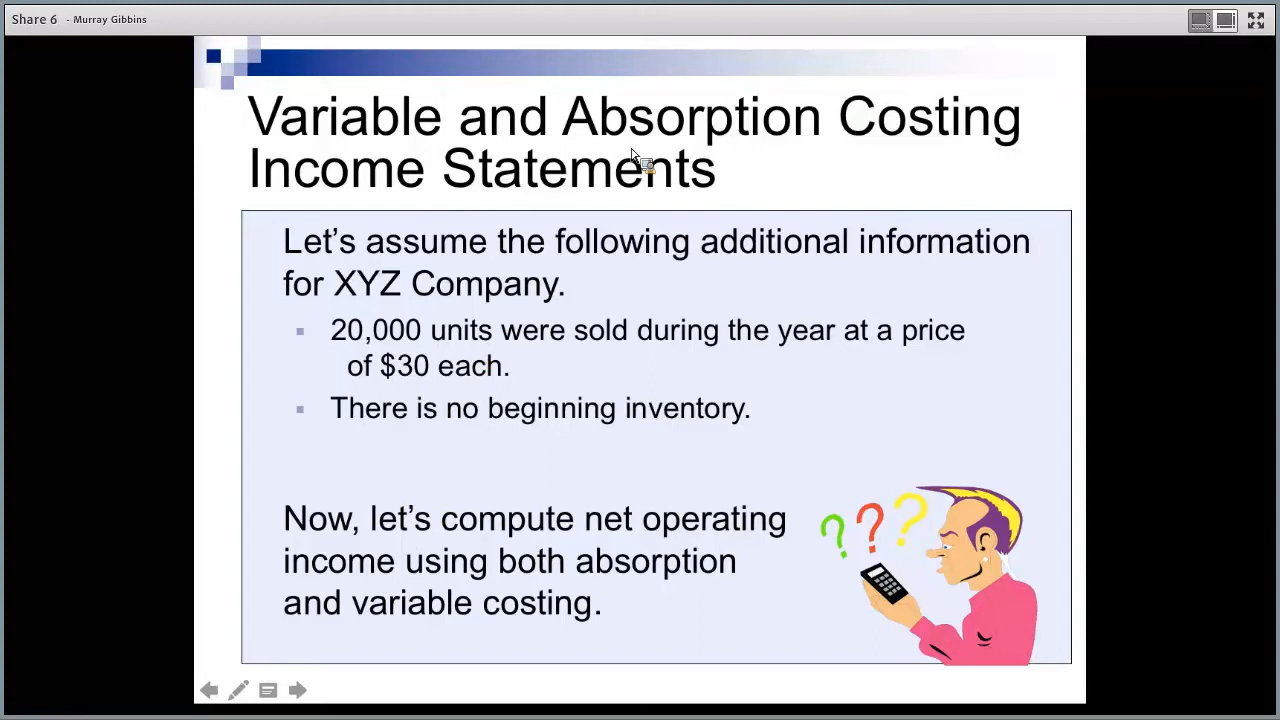 Share 6 - Murray Gibbins
Variable and Absorption Costing
Income Statements
Let’s assume the following additional information
for XYZ Company.
20,000 units were sold during the year at a price
of $30 each.
There is no beginning inventory.
???
Now, let’s compute net operating
income using both absorption
and variable costing.